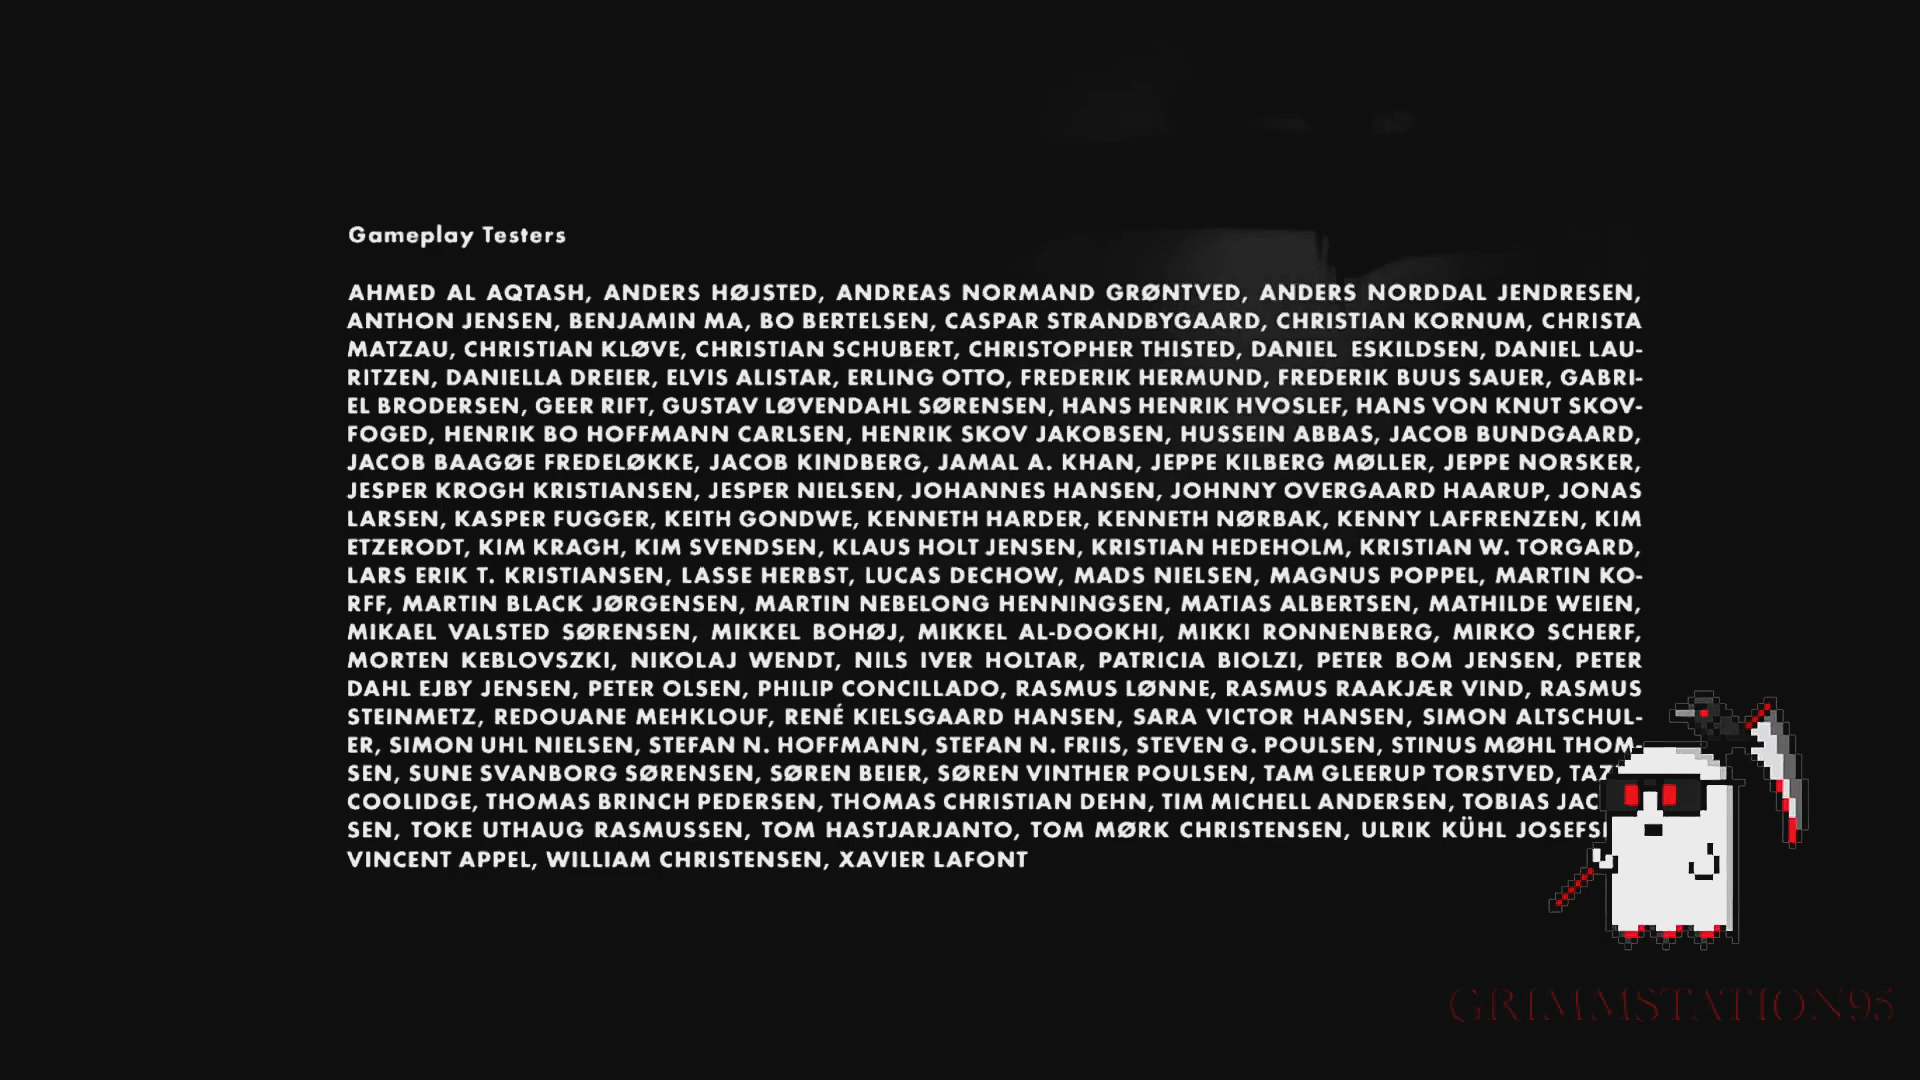 Gameplay Testers
AHMED AL AQTASH, ANDERS HØJSTED, ANDREAS NORMAND GRØNTVED, ANDERS NORDDAL JENDRESEN,
ANTHON JENSEN, BENJAMIN MA, BO BERTELSEN, CASPAR STRANDBYGAARD, CHRISTIAN KORNUM, CHRISTA
MATZAU, CHRISTIAN KLØVE, CHRISTIAN SCHUBERT, CHRISTOPHER THISTED, DANIEL ESKILDSEN, DANIEL LAU-
RITZEN, DANIELLA DREIER, ELVIS ALISTAR, ERLING OTTO, FREDERIK HERMUND, FREDERIK BUUS SAUER, GABRI-
EL BRODERSEN, GEER RIFT, GUSTAV LØVENDAHL SØRENSEN, HANS HENRIK HVOSLEF, HANS VON KNUT SKOV-
FOGED, HENRIK BO HOFFMANN CARLSEN, HENRIK SKOV JAKOBSEN, HUSSEIN ABBAS, JACOB BUNDGAARD,
JACOB BAAGØE FREDELØKKE, JACOB KINDBERG, JAMAL A. KHAN, JEPPE KILBERG MØLLER, JEPPE NORSKER,
JESPER KROGH KRISTIANSEN, JESPER NIELSEN, JOHANNES HANSEN, JOHNNY OVERGAARD HAARUP, JONAS
LARSEN, KASPER FUGGER, KEITH GONDWE, KENNETH HARDER, KENNETH NØRBAK, KENNY LAFFRENZEN, KIM
ETZERODT, KIM KRAGH, KIM SVENDSEN, KLAUS HOLT JENSEN, KRISTIAN HEDEHOLM, KRISTIAN W. TORGARD,
LARS ERIK T. KRISTIANSEN, LASSE HERBST, LUCAS DECHOW, MADS NIELSEN, MAGNUS POPPEL, MARTIN KO-
RFF, MARTIN BLACK JØRGENSEN, MARTIN NEBELONG HENNINGSEN, MATIAS ALBERTSEN, MATHILDE WEIEN,
MIKAEL VALSTED SØRENSEN, MIKKEL BOHØJ, MIKKEL AL-DOOKHI, MIKKI RONNENBERG, MIRKO SCHERF,
MORTEN KEBLOVSZKI, NIKOLAJ WENDT, NILS IVER HOLTAR, PATRICIA BIOLZI, PETER BOM JENSEN, PETER
DAHL EJBY JENSEN, PETER OLSEN, PHILIP CONCILLADO, RASMUS LØNNE, RASMUS RAAKJÆR VIND, RASMUS
STEINMETZ, REDOUANE MEHKLOUF, RENÉ KIELSGAARD HANSEN, SARA VICTOR HANSEN, SIMON ALTSCHUL-
ER, SIMON UHL NIELSEN, STEFAN N. HOFFMANN, STEFAN N. FRIIS, STEVEN G. POULSEN, STINUS MØHL THOM-
SEN, SUNE SVANBORG SØRENSEN, SØREN BEIER, SØREN VINTHER POULSEN, TAM GLEERUP TORSTVED,
COOLIDGE, THOMAS BRINCH PEDERSEN, THOMAS CHRISTIAN DEHN, TIM MICHELL ANDERSEN, TOBIAS
SEN, TOKE UTHAUG RASMUSSEN, TOM HASTJARJANTO, TOM MØRK CHRISTENSEN, ULRIK KÜHL
VINCENT APPEL, WILLIAM CHRISTENSEN, XAVIER LAFONT
GRIMMSTATION95